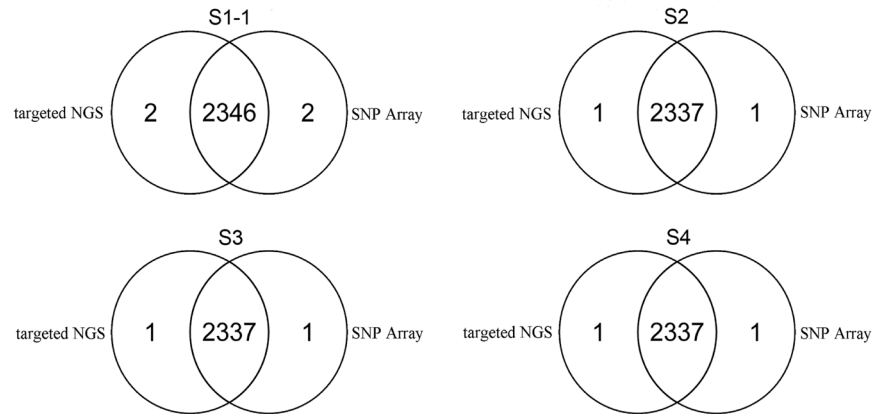 S1-1
targeted NGS 2 2346 2 SNP Array
S2
targeted NGS 1 2337 1 SNP Array
S3
targeted NGS 1 2337 1 SNP Array
S4
targeted NGS 1 2337 1 SNP Array